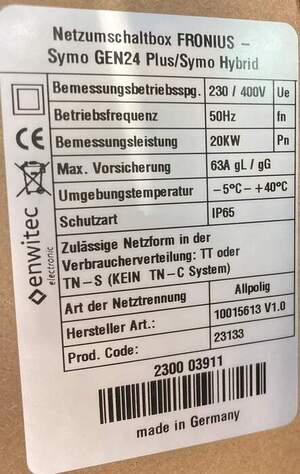 Netzumschaltbox FRONIUS –
Symo GEN24 Plus/Symo Hybrid
Bemessungsbetriebsspg. 230 / 400V Ue
Betriebsfrequenz 50Hz fn
Bemessungsleistung 20KW Pn
Max. Vorsicherung 63A gL / gG
Umgebungstemperatur –5°C– +40°C
Schutzart IP65
Zulässige Netzform in der
Verbraucherverteilung: TT oder
TN–S (KEIN TN–C System)
Art der Netztrennung Allpolig
Hersteller Art.: 10015613 V1.0
Prod. Code: 23133
CE
enwitec
electronic
2300 03911
made in Germany